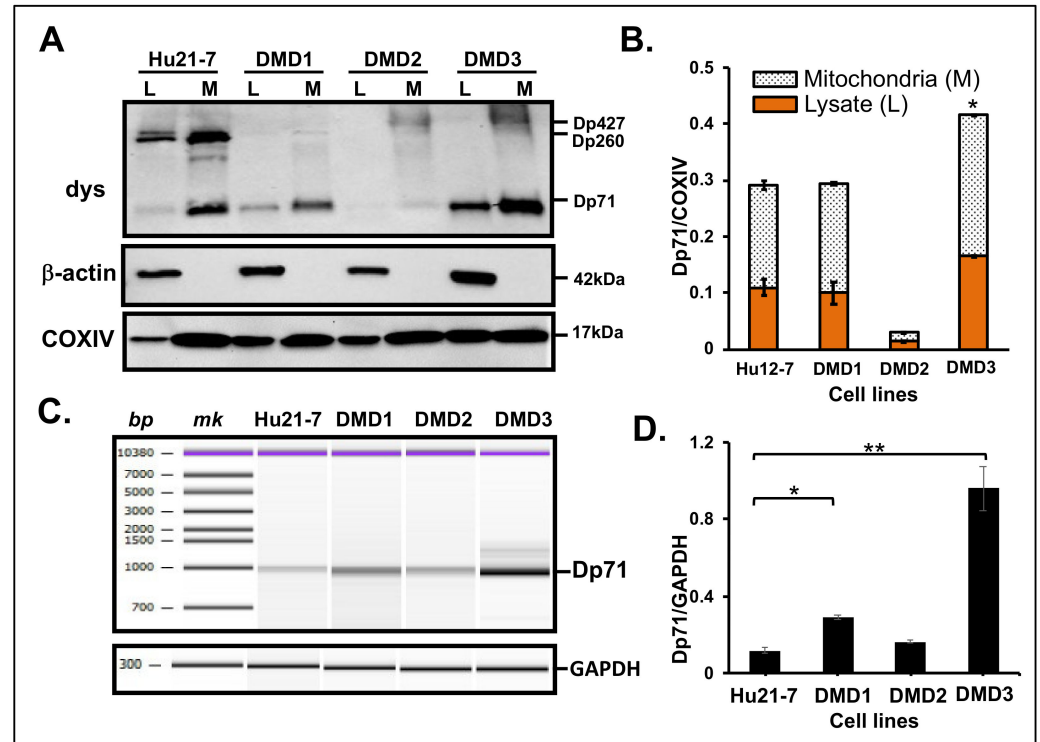 A
Hu21-7 DMD1 DMD2 DMD3
L M L M L M L M
dys
Dp427
Dp260
Dp71
β-actin
42kDa
COXIV
17kDa
B.
0.5
0.4
0.3
0.2
0.1
0
Dp71/COXIV
Mitochondria (M)
Lysate (L)
*
Hu12-7 DMD1 DMD2 DMD3
Cell lines
C.
bp mk Hu21-7 DMD1 DMD2 DMD3
10380
7000
5000
3000
2000
1500
1000
700
Dp71
300
GAPDH
D.
1.2
0.8
0.4
0
Dp71/GAPDH
**
*
Hu21-7 DMD1 DMD2 DMD3
Cell lines